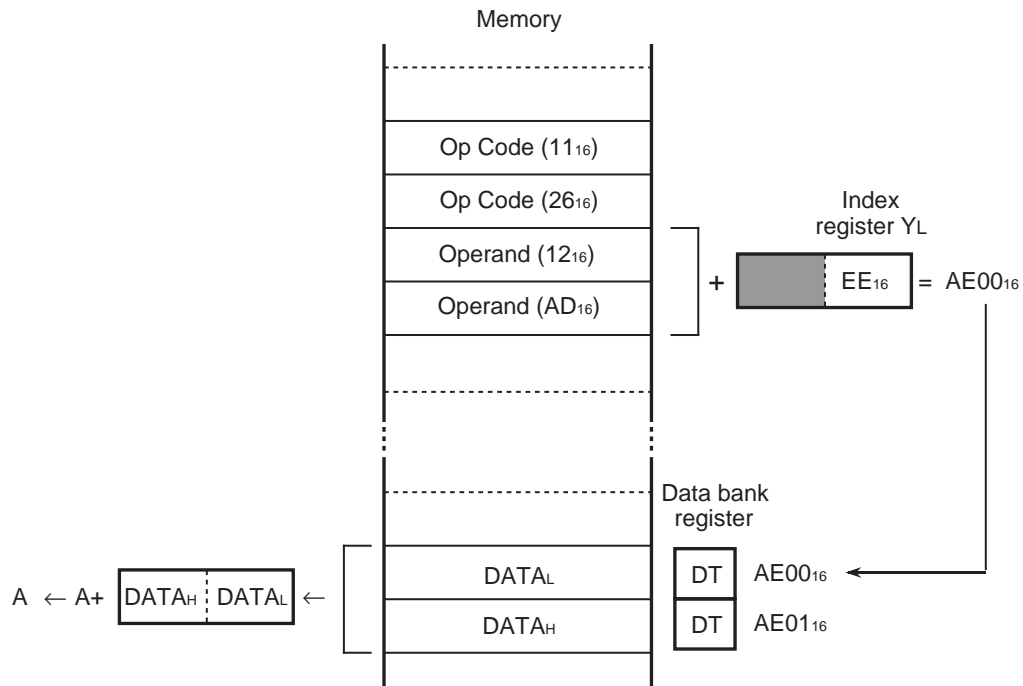 Memory
Op Code (11₁₆)
Op Code (26₁₆)
Operand (12₁₆)
Operand (AD₁₆)
Index
register YL
+ EE₁₆ = AE00₁₆
Data bank
register
DATAL DT AE00₁₆
DATAH DT AE01₁₆
A ← A+ DATAH DATAL ←